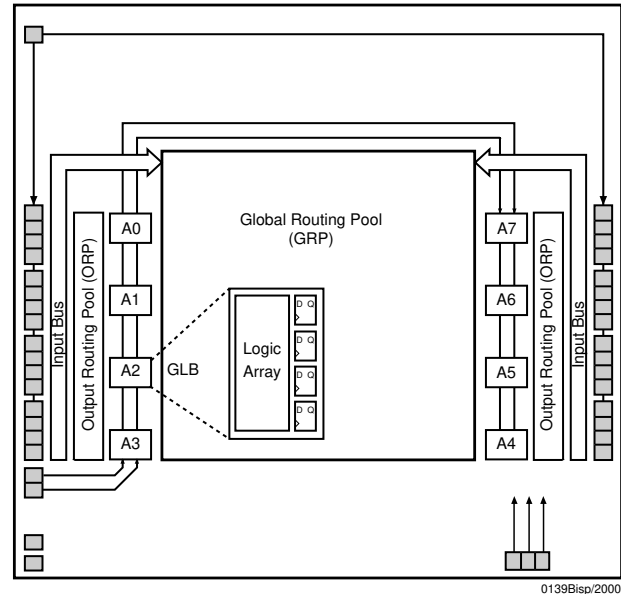 Global Routing Pool
(GRP)
A0
A1
A2
A3
A7
A6
A5
A4
Input Bus
Output Routing Pool (ORP)
GLB
Logic
Array
D Q
D Q
D Q
D Q
Output Routing Pool (ORP)
Input Bus
0139Bisp/2000